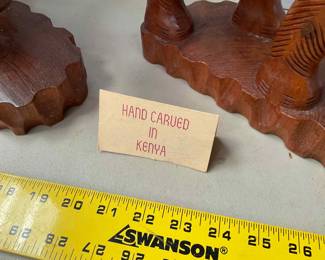 HAND CARVED
IN
KENYA
19 20 21 22 23 24 25 26
SWANSON